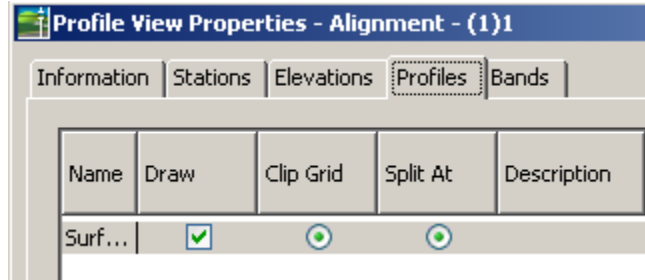 Profile View Properties - Alignment - (1)1
Information Stations Elevations Profiles Bands
Name Draw Clip Grid Split At Description
Surf...